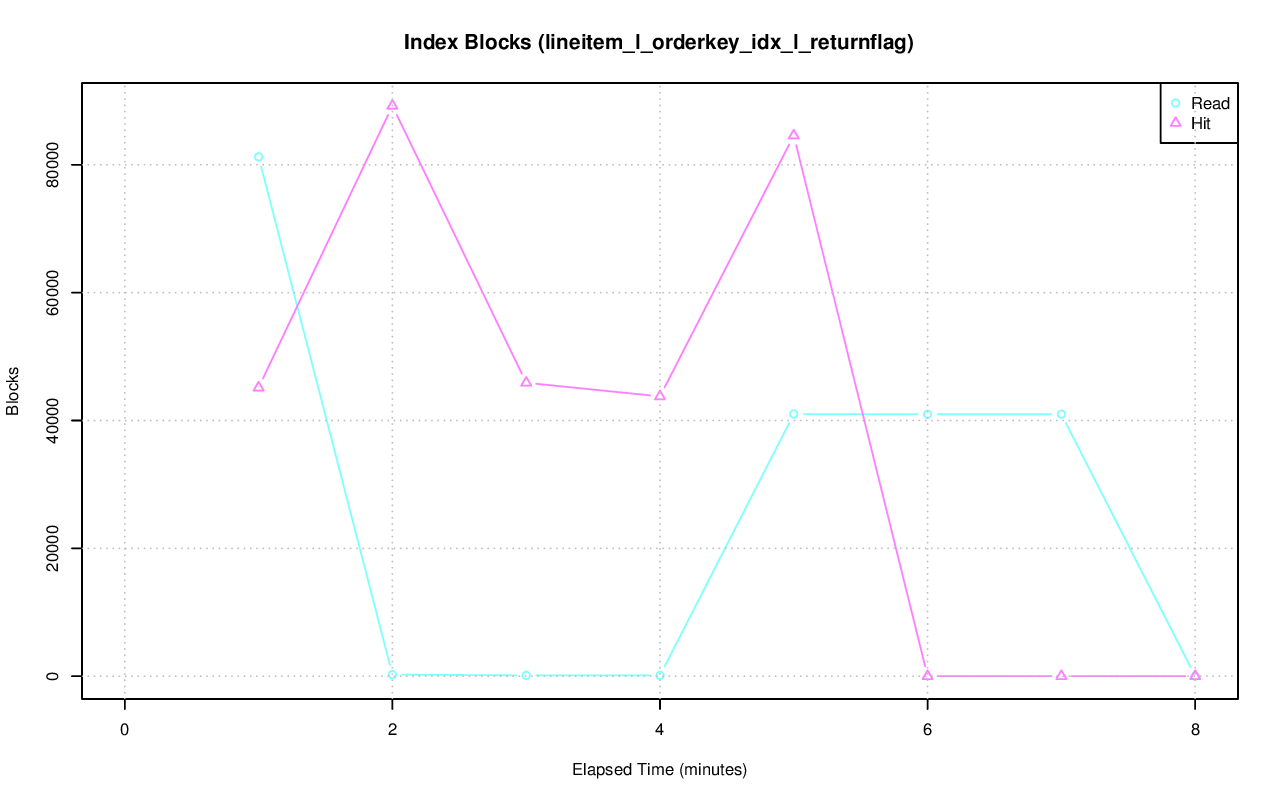 Index Blocks (lineitem_l_orderkey_idx_l_returnflag)
Read
Hit
Blocks
80000
60000
40000
20000
0
0 2 4 6 8
Elapsed Time (minutes)